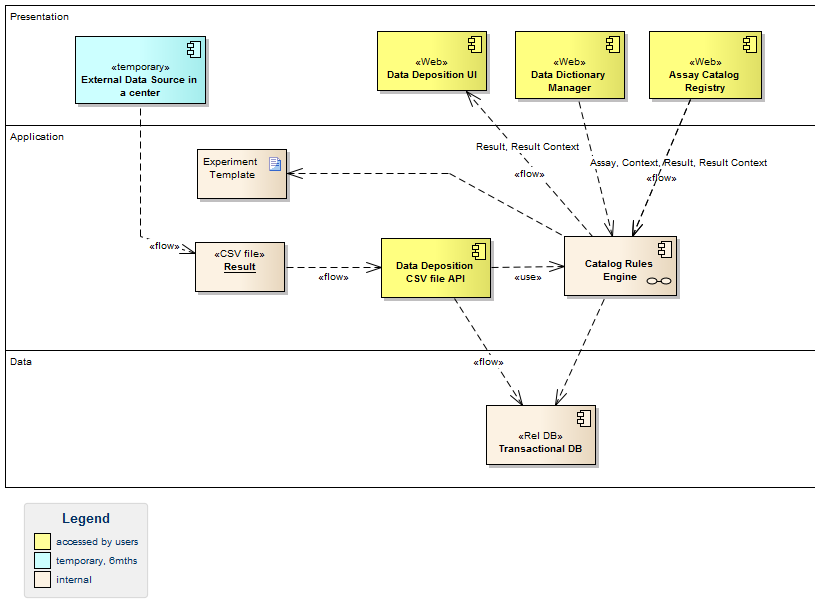 Presentation
«temporary»
External Data Source in
a center
«Web»
Data Deposition UI
«Web»
Data Dictionary
Manager
«Web»
Assay Catalog
Registry
Application
Experiment
Template
Result, Result Context
«flow»
Assay, Context, Result, Result Context
«flow»
«flow»
«CSV file»
Result
«flow»
Data Deposition
CSV file API
«use»
Catalog Rules
Engine
Data
«flow»
«Rel DB»
Transactional DB
Legend
accessed by users
temporary, 6mths
internal